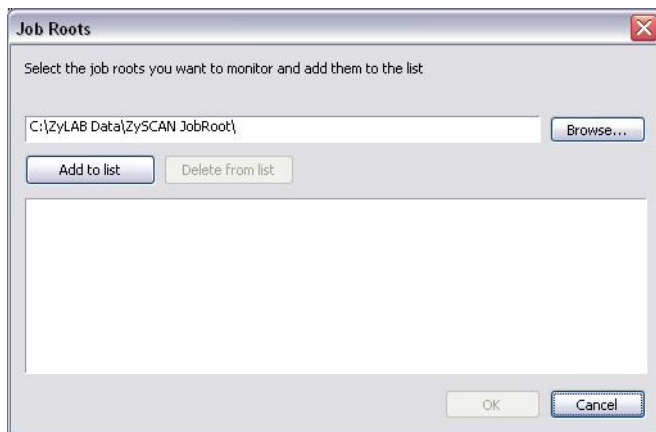 Job Roots
Select the job roots you want to monitor and add them to the list
C:\ZyLAB Data\ZySCAN JobRoot\
Browse...
Add to list
Delete from list
OK
Cancel